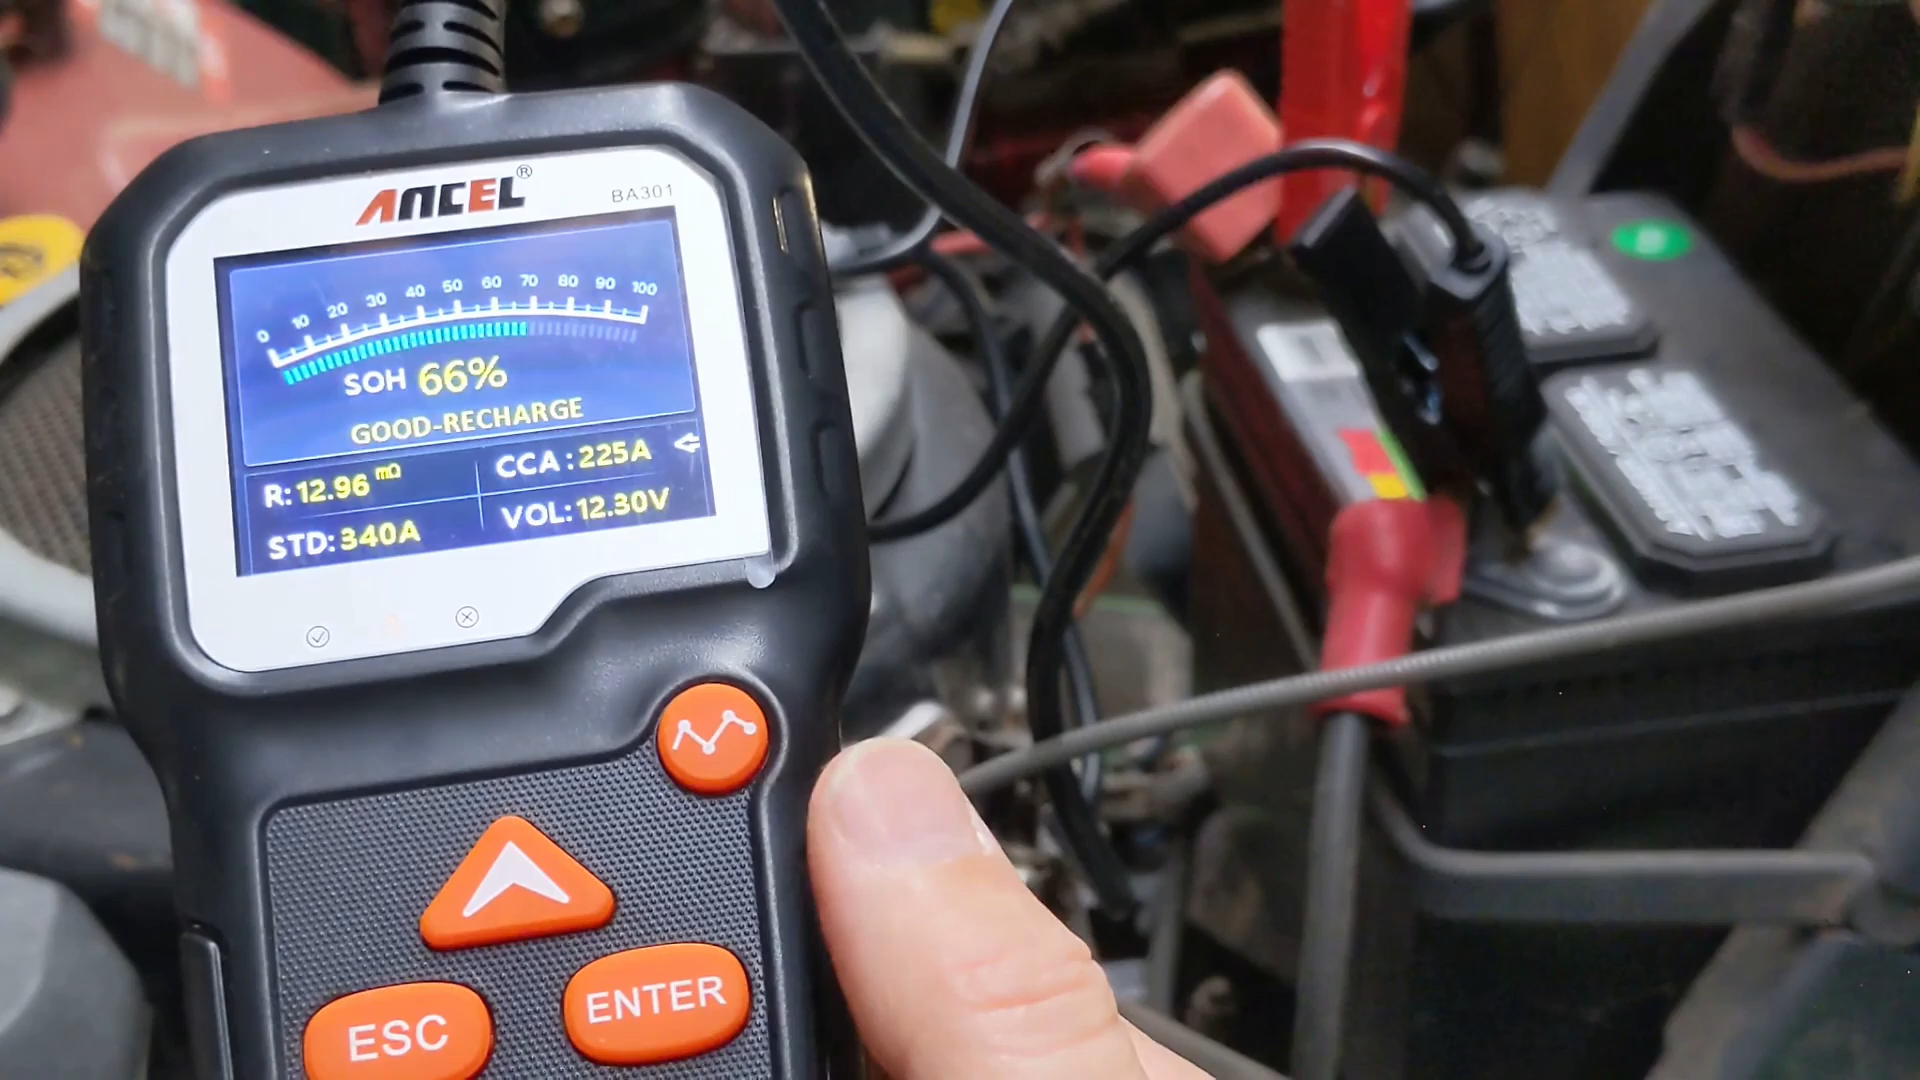 ANCEL®
BA301
0 10 20 30 40 50 60 70 80 90 100
SOH 66%
GOOD-RECHARGE
R: 12.96 mΩ
CCA: 225A
STD: 340A
VOL: 12.30V
ESC
ENTER